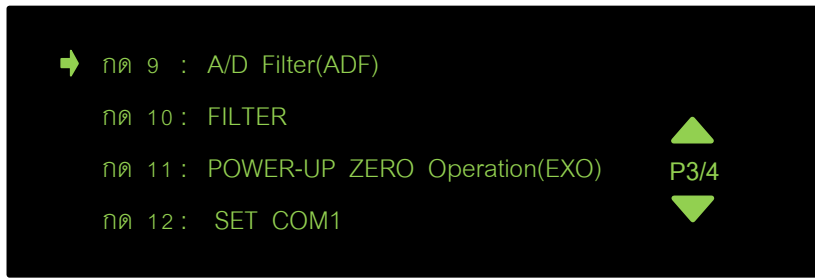 กด 9 : A/D Filter(ADF)
กด 10 : FILTER
กด 11 : POWER-UP ZERO Operation(EXO)
P3/4
กด 12 : SET COM1